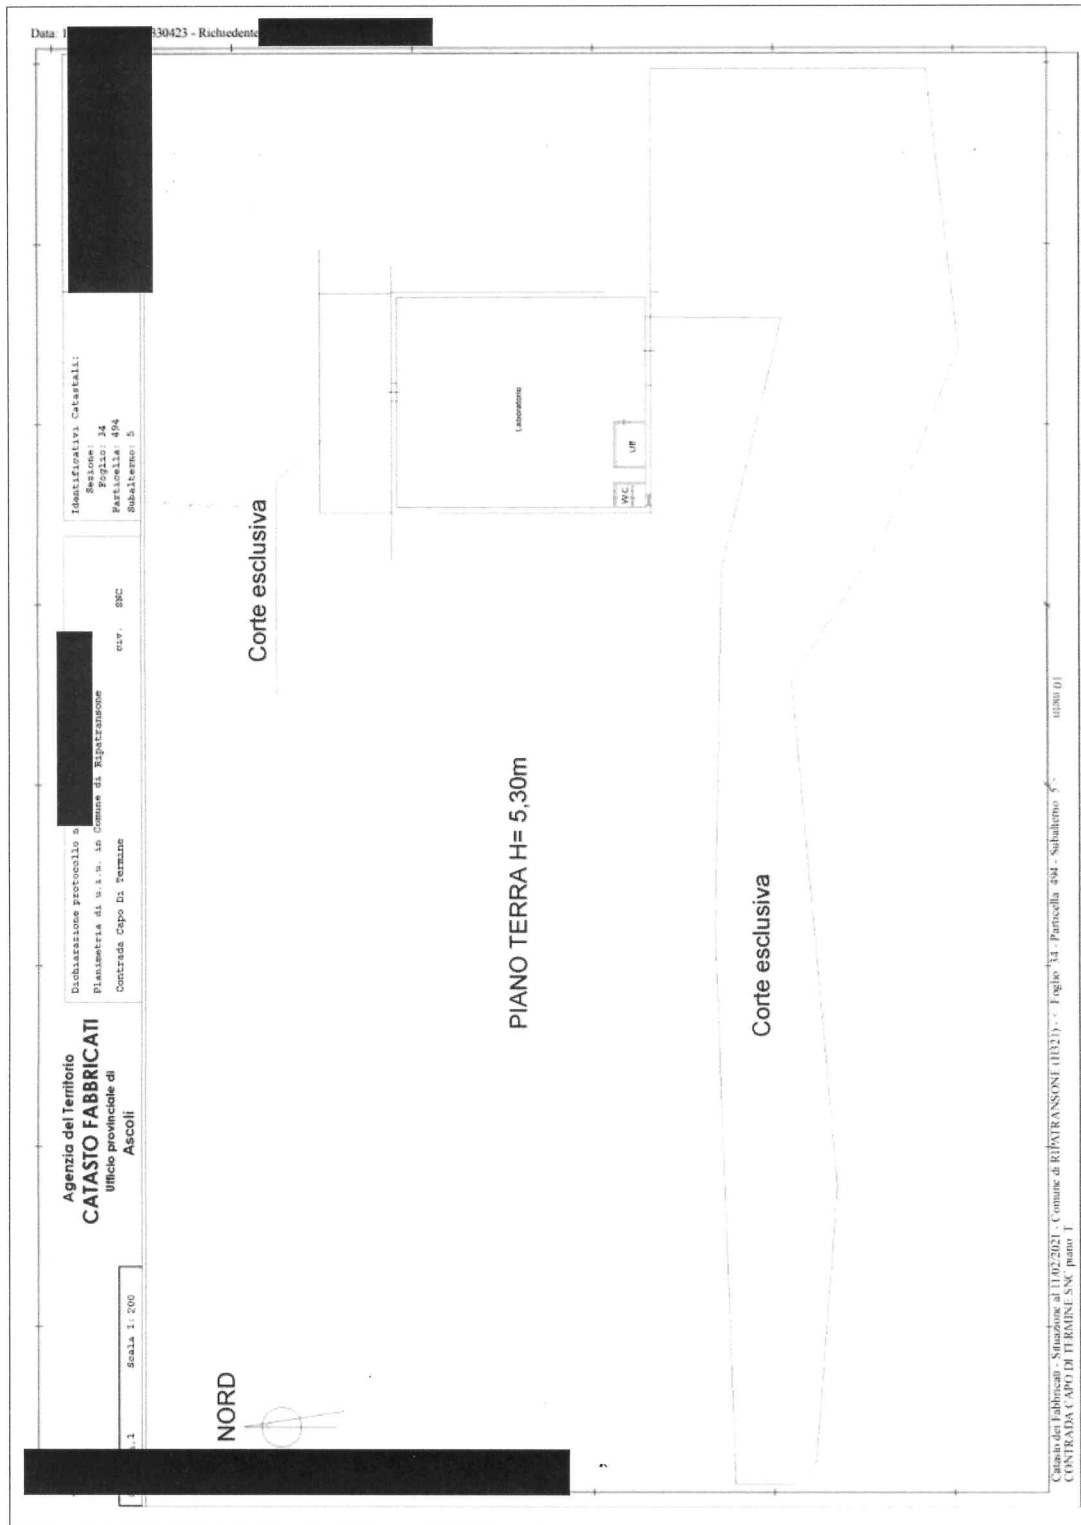 Data: 1
330423 - Richiedente
Agenzia del Territorio
CATASTO FABBRICATI
Ufficio provinciale di
Ascoli
Scala 1: 200
Dichiarazione protocollo n
Planimetria di u.i.u. in Comune di Ripatransone
Contrada Capo Di Termine
civ. SNC
Identificativi Catastali:
Sezione:
Foglio: 34
Particella: 494
Subalterno: 5
NORD
Corte esclusiva
Laboratorio
Uff
W.C.
PIANO TERRA H= 5,30m
Corte esclusiva
Catasto dei Fabbricati - Situazione al 11/02/2021 - Comune di RIPATRANSONE (H321) - < Foglio 34 - Particella 494 - Subalterno 5 >
CONTRADA CAPO DI TERMINE SNC piano T